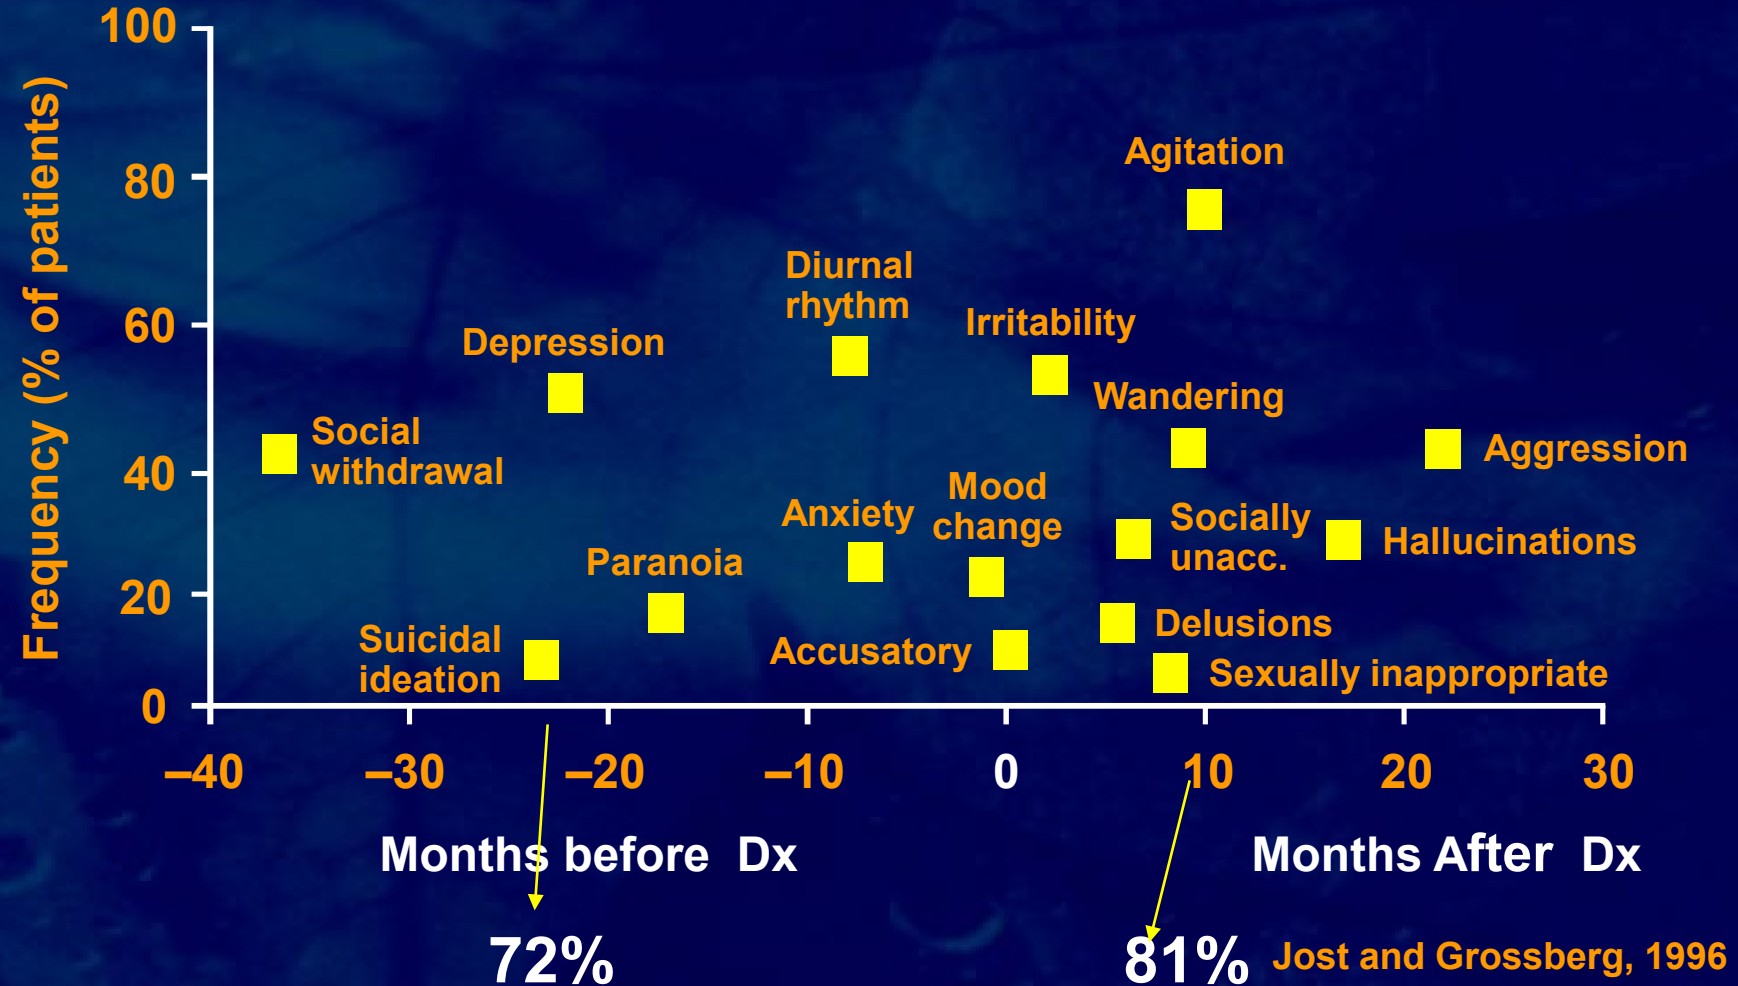 Frequency (% of patients)
100
80
60
40
20
0
Agitation
Diurnal
rhythm
Irritability
Depression
Wandering
Social
withdrawal
Aggression
Mood
change
Anxiety
Socially
unacc.
Hallucinations
Paranoia
Delusions
Suicidal
ideation
Accusatory
Sexually inappropriate
–40 –30 –20 –10 0 10 20 30
Months before Dx
Months After Dx
72%
81%
Jost and Grossberg, 1996